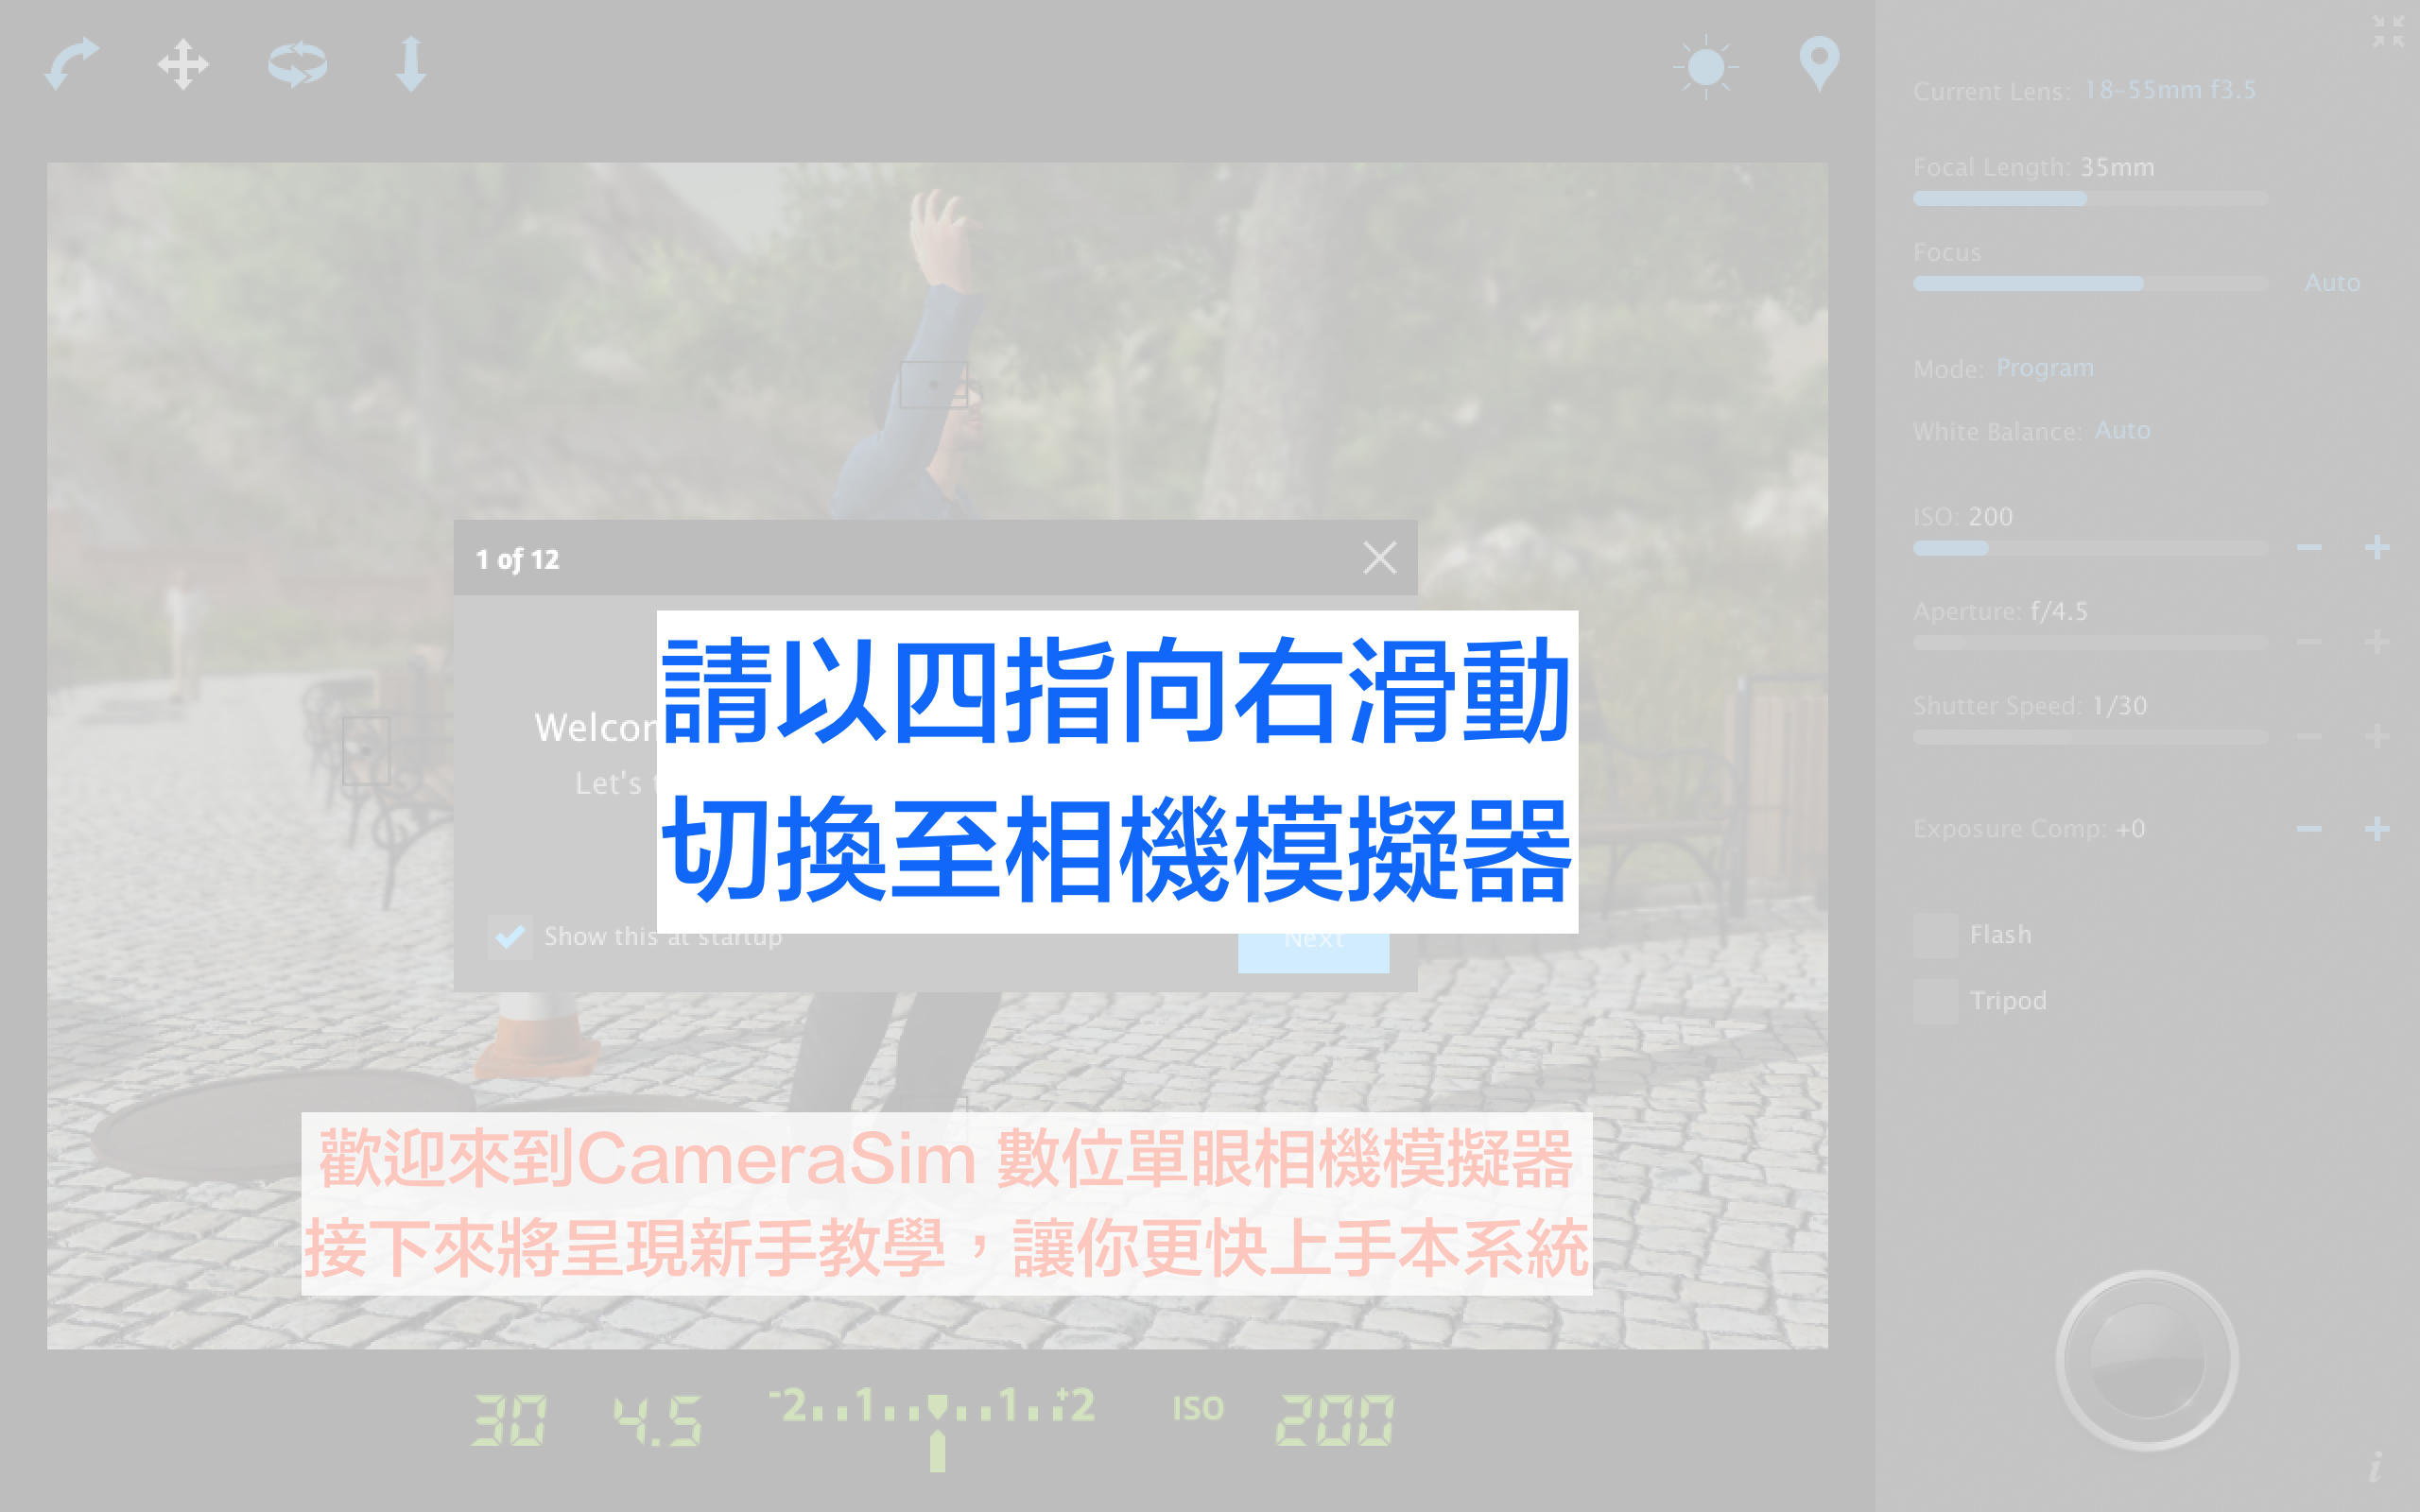 Current Lens: 18-55mm f3.5
Focal Length: 35mm
Focus
Auto
Mode: Program
White Balance: Auto
ISO: 200
Aperture: f/4.5
Shutter Speed: 1/30
Exposure Comp: +0
Flash
Tripod
1 of 12
請以四指向右滑動
切換至相機模擬器
Let's
Show this at startup
Next
歡迎來到CameraSim 數位單眼相機模擬器
接下來將呈現新手教學，讓你更快上手本系統
30 4.5 -2..1..▼..1..+2 ISO 200
i